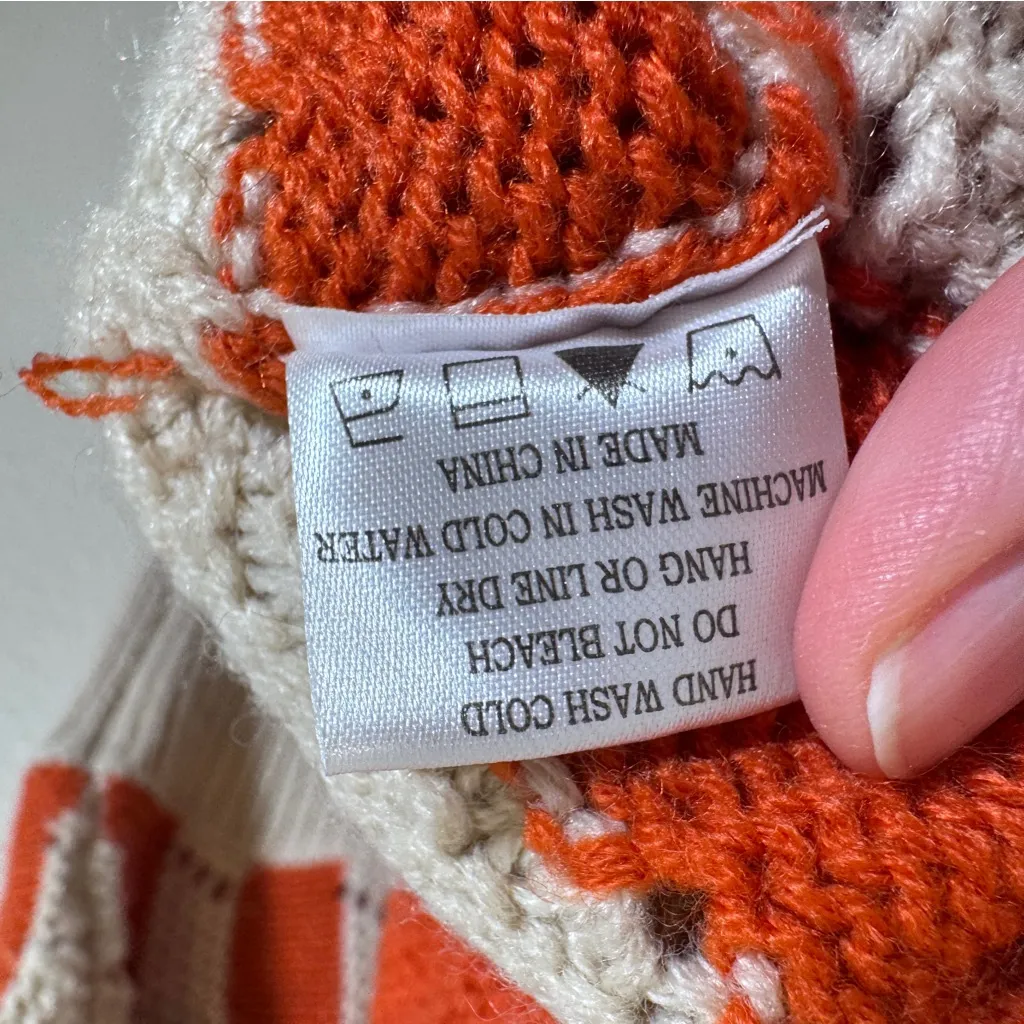 HAND WASH COLD
DO NOT BLEACH
HANG OR LINE DRY
MACHINE WASH IN COLD WATER
MADE IN CHINA